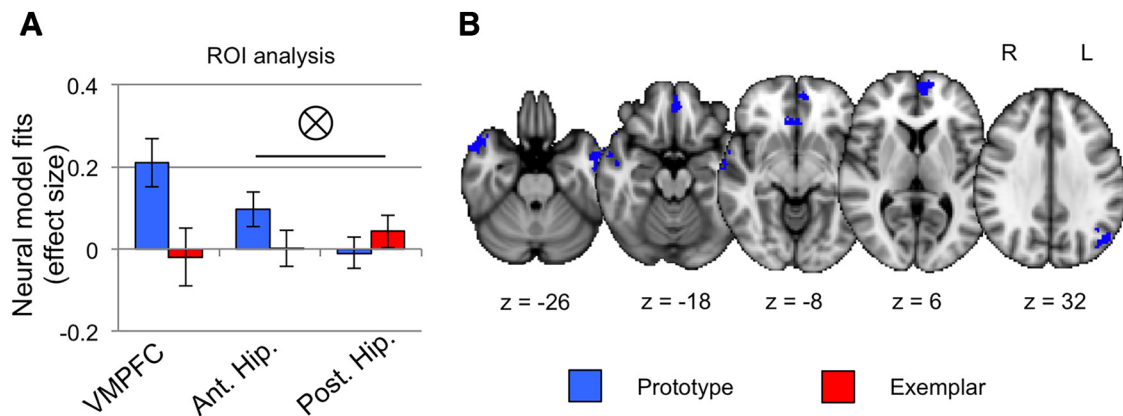 A
ROI analysis
Neural model fits
(effect size)
0.4
0.2
0
-0.2
VMPFC
Ant. Hip.
Post. Hip.
B
R L
z = -26 z = -18 z = -8 z = 6 z = 32
Prototype Exemplar